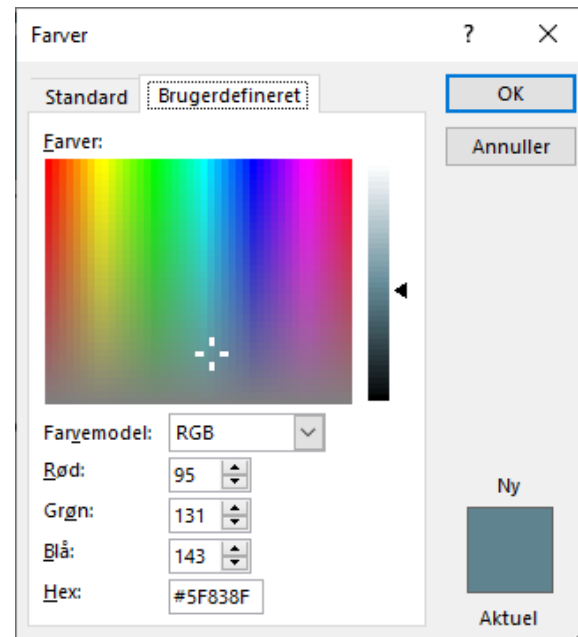 Farver ?
Standard Brugerdefineret OK
Farver: Annuller
Farvemodel: RGB
Rød: 95
Grøn: 131
Blå: 143
Hex: #5F838F
Ny
Aktuel